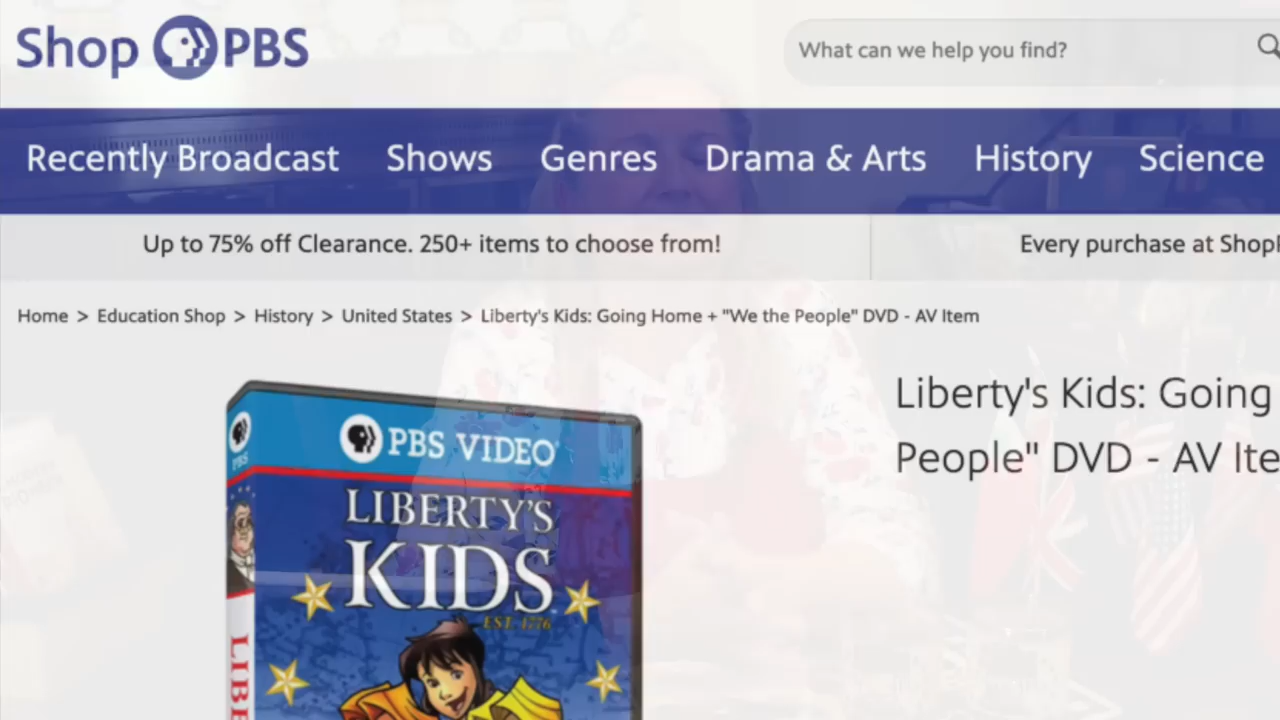 Shop PBS
What can we help you find?
Recently Broadcast Shows Genres Drama & Arts History Science
Up to 75% off Clearance. 250+ items to choose from!
Every purchase at Shop
Home > Education Shop > History > United States > Liberty's Kids: Going Home + "We the People" DVD - AV Item
Liberty's Kids: Going
People" DVD - AV Ite
PBS
PBS VIDEO
LIBERTY'S
KIDS
EST. 1776
LIBE